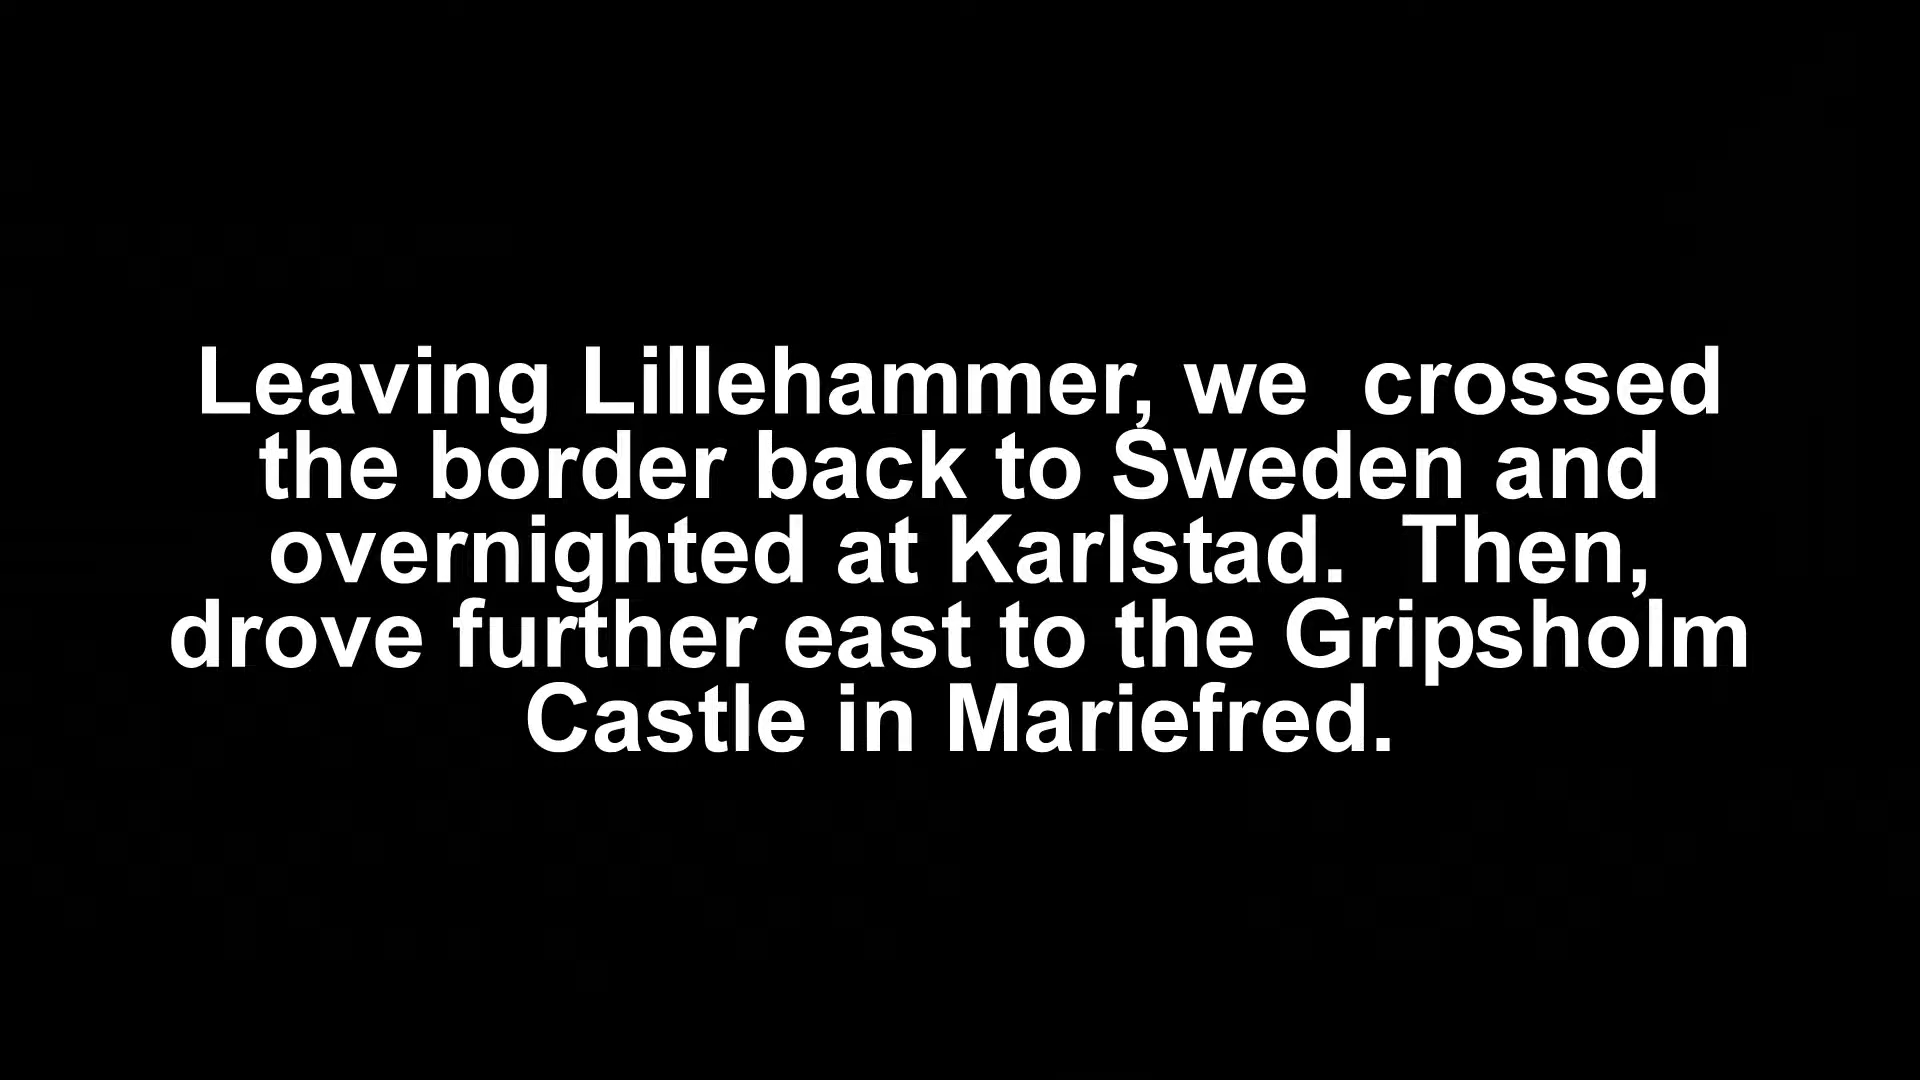 Leaving Lillehammer, we  crossed
the border back to Sweden and
overnighted at Karlstad.  Then,
drove further east to the Gripsholm
Castle in Mariefred.